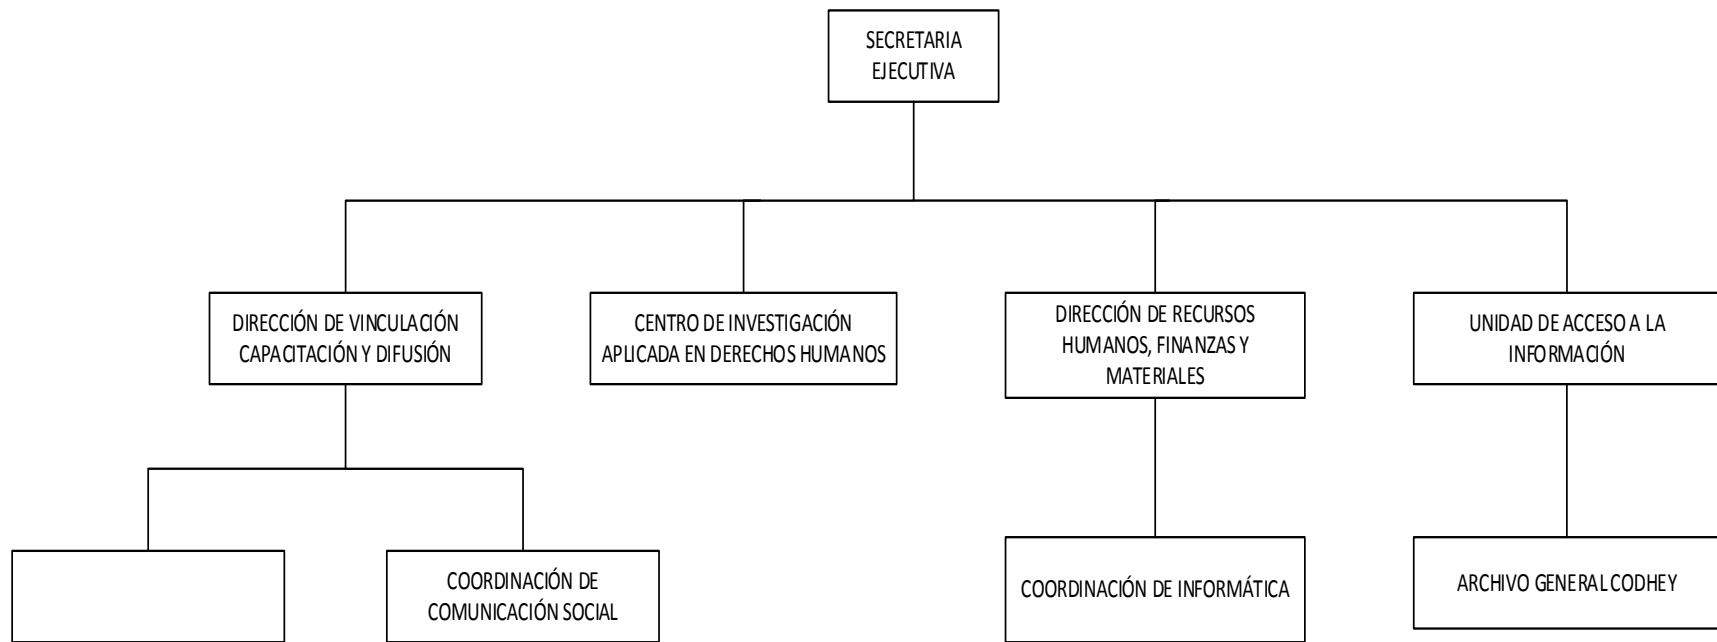 SECRETARIA
EJECUTIVA
DIRECCIÓN DE VINCULACIÓN
CAPACITACIÓN Y DIFUSIÓN
CENTRO DE INVESTIGACIÓN
APLICADA EN DERECHOS HUMANOS
DIRECCIÓN DE RECURSOS
HUMANOS, FINANZAS Y
MATERIALES
UNIDAD DE ACCESO A LA
INFORMACIÓN
COORDINACIÓN DE
COMUNICACIÓN SOCIAL
COORDINACIÓN DE INFORMÁTICA
ARCHIVO GENERAL CODHEY